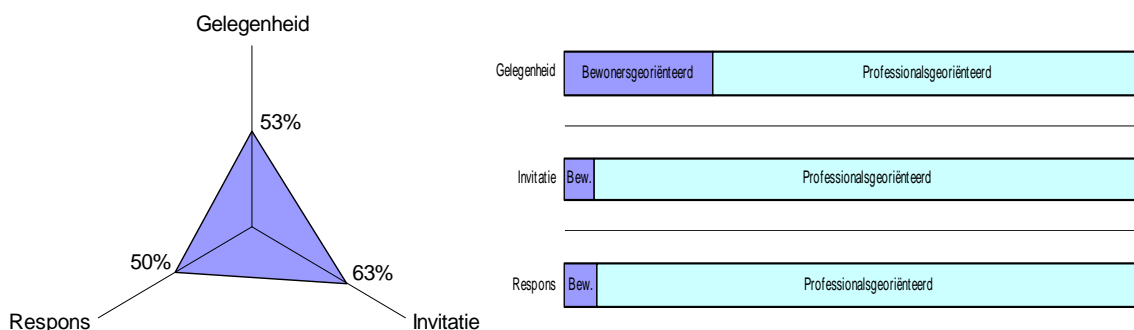 Gelegenheid
53%
50%
63%
Respons
Invitatie
Gelegenheid
Bewonersgeoriënteerd
Professionalsgeoriënteerd
Invitatie
Bew.
Professionalsgeoriënteerd
Respons
Bew.
Professionalsgeoriënteerd